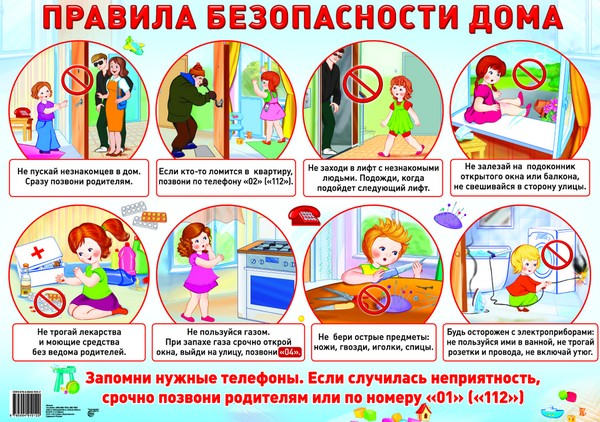 ПРАВИЛА БЕЗОПАСНОСТИ ДОМА
Не пускай незнакомцев в дом.
Сразу позвони родителям.
Если кто-то ломится в квартиру,
позвони по телефону «02» («112»).
Не заходи в лифт с незнакомыми
людьми. Подожди, когда
подойдет следующий лифт.
Не залезай на подоконник
открытого окна или балкона,
не свешивайся в сторону улицы.
Не трогай лекарства
и моющие средства
без ведома родителей.
Не пользуйся газом.
При запахе газа срочно открой
окна, выйди на улицу, позвони «04».
Не бери острые предметы:
ножи, гвозди, иголки, спицы.
Будь осторожен с электроприборами:
не пользуйся ими в ванной, не трогай
розетки и провода, не включай утюг.
Запомни нужные телефоны. Если случилась неприятность,
срочно позвони родителям или по номеру «01» («112»)